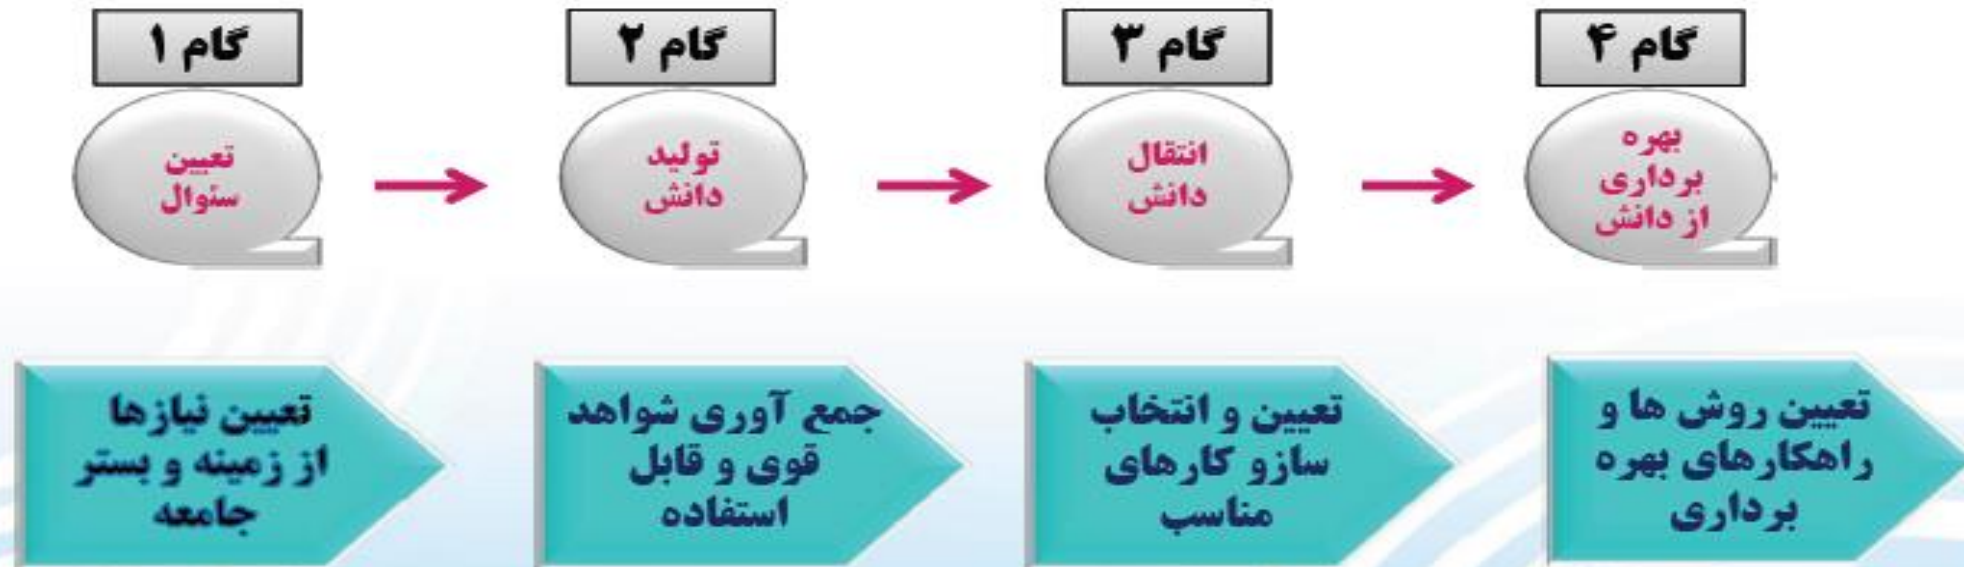 گام ۱
گام ۲
گام ۳
گام ۴
تعیین
سئوال
تولید
دانش
انتقال
دانش
بهره
برداری
از دانش
تعیین نیازها
از زمینه و بستر
جامعه
جمع آوری شواهد
قوی و قابل
استفاده
تعیین و انتخاب
سازو کارهای
مناسب
تعیین روش ها و
راهکارهای بهره
برداری